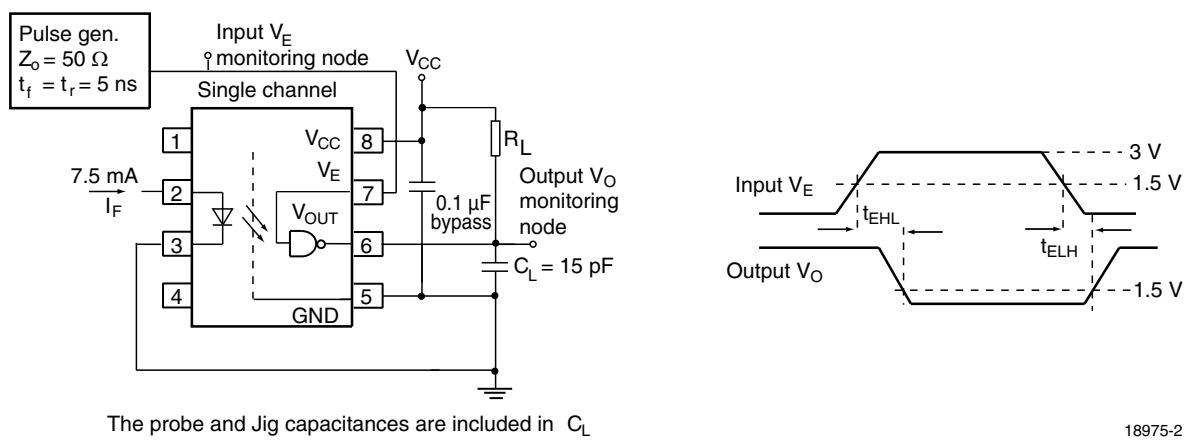 Pulse gen.
Zo = 50 Ω
tf = tr = 5 ns
Input VE
monitoring node
VCC
Single channel
1
2
3
4
VCC 8
VE
7
VOUT
6
5
GND
7.5 mA
IF
RL
0.1 µF
bypass
Output VO
monitoring
node
CL = 15 pF
The probe and Jig capacitances are included in CL
Input VE
3 V
1.5 V
tEHL
tELH
Output VO
1.5 V
18975-2